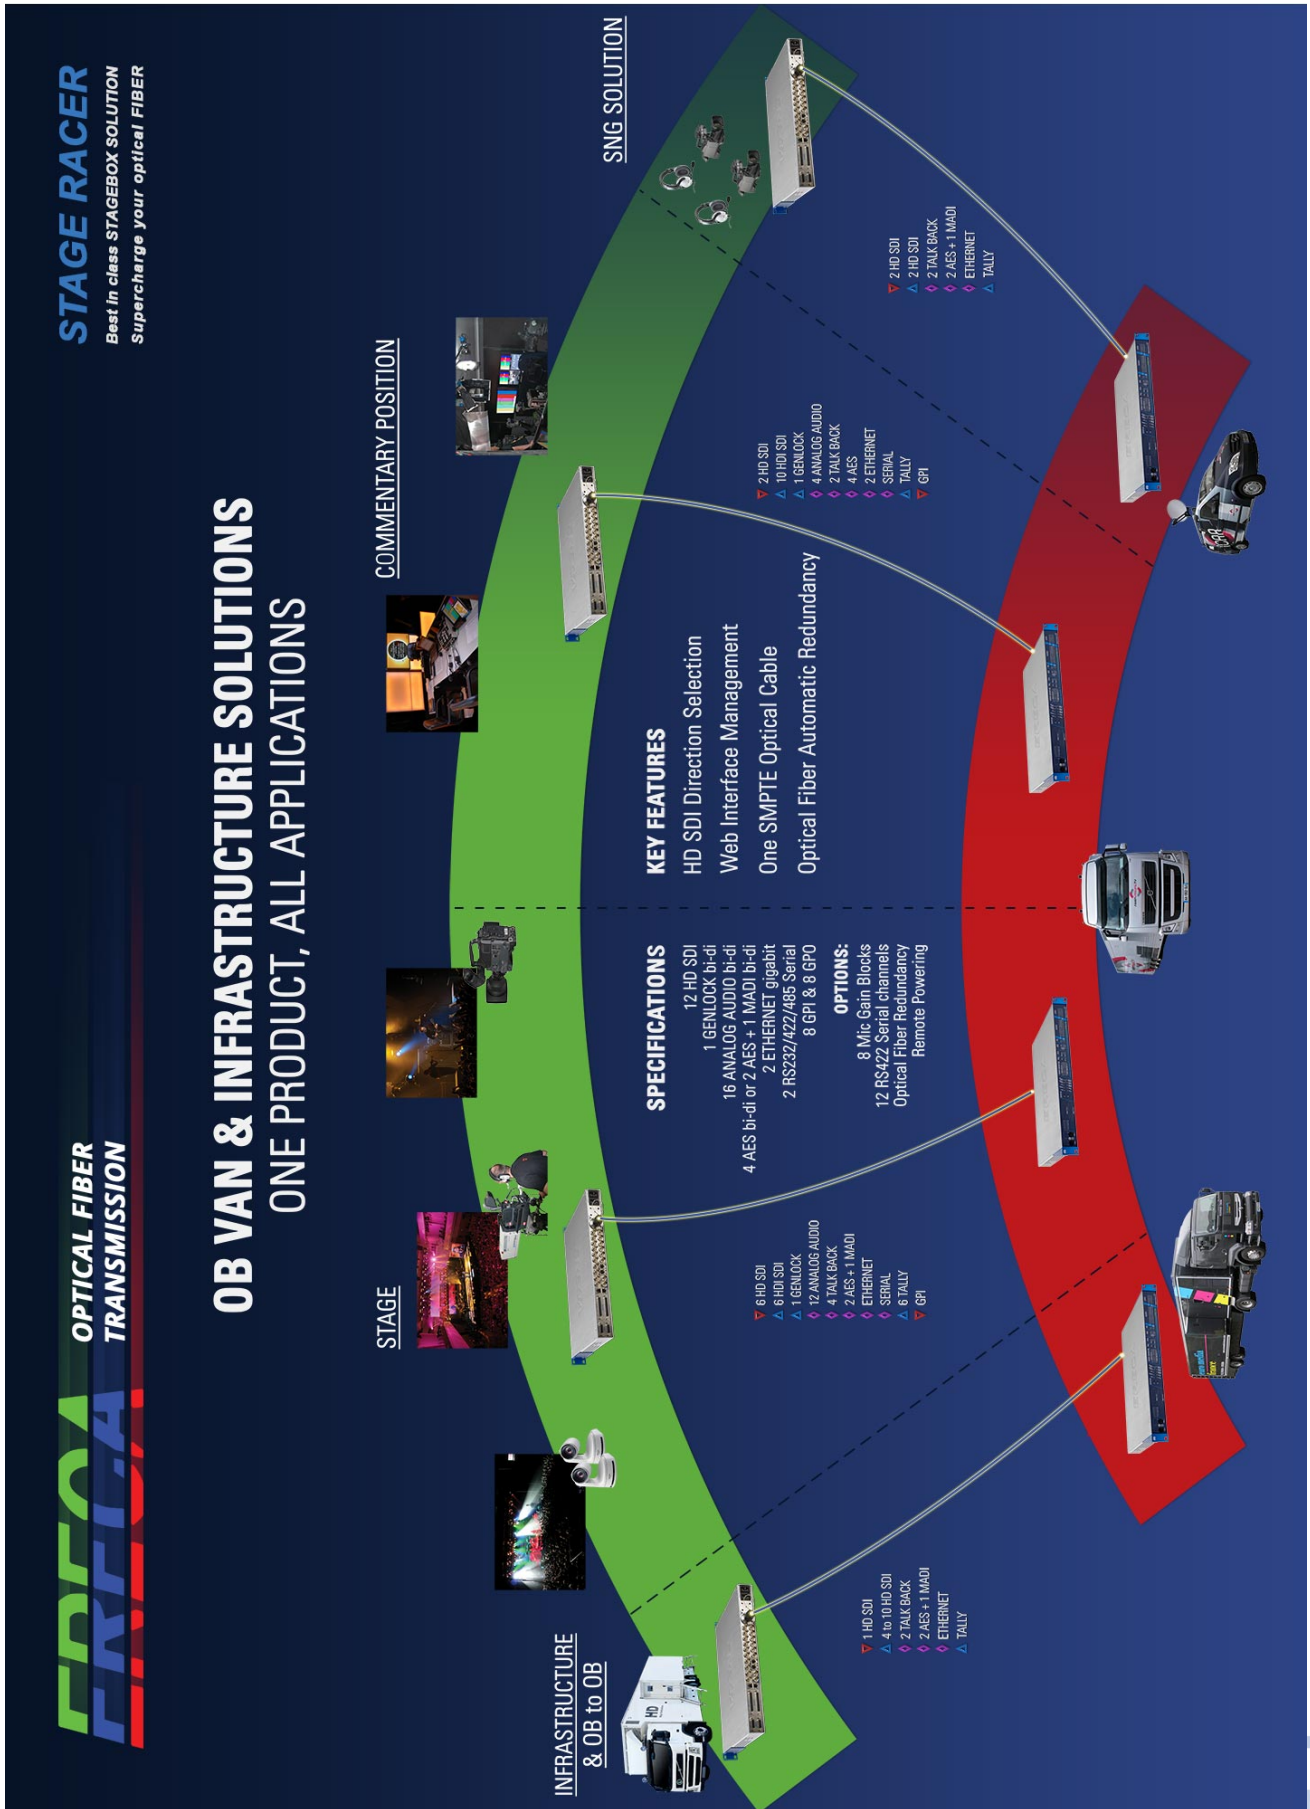 ERECA
OPTICAL FIBER
TRANSMISSION
STAGE RACER
Best in class STAGEBOX SOLUTION
Supercharge your optical FIBER
OB VAN & INFRASTRUCTURE SOLUTIONS
ONE PRODUCT, ALL APPLICATIONS
INFRASTRUCTURE
& OB to OB
STAGE
COMMENTARY POSITION
SNG SOLUTION
HD
SPECIFICATIONS
12 HD SDI
1 GENLOCK bi-di
16 ANALOG AUDIO bi-di
4 AES bi-di or 2 AES + 1 MADI bi-di
2 ETHERNET gigabit
2 RS232/422/485 Serial
8 GPI & 8 GPO
OPTIONS:
8 Mic Gain Blocks
12 RS422 Serial channels
Optical Fiber Redundancy
Remote Powering
KEY FEATURES
HD SDI Direction Selection
Web Interface Management
One SMPTE Optical Cable
Optical Fiber Automatic Redundancy
1 HD SDI
4 to 10 HD SDI
2 TALK BACK
2 AES + 1 MADI
ETHERNET
TALLY
6 HD SDI
6 HDI SDI
1 GENLOCK
12 ANALOG AUDIO
4 TALK BACK
2 AES + 1 MADI
ETHERNET
SERIAL
6 TALLY
GPI
2 HD SDI
10 HDI SDI
1 GENLOCK
4 ANALOG AUDIO
2 TALK BACK
4 AES
2 ETHERNET
SERIAL
TALLY
GPI
2 HD SDI
2 HD SDI
2 TALK BACK
2 AES + 1 MADI
ETHERNET
TALLY